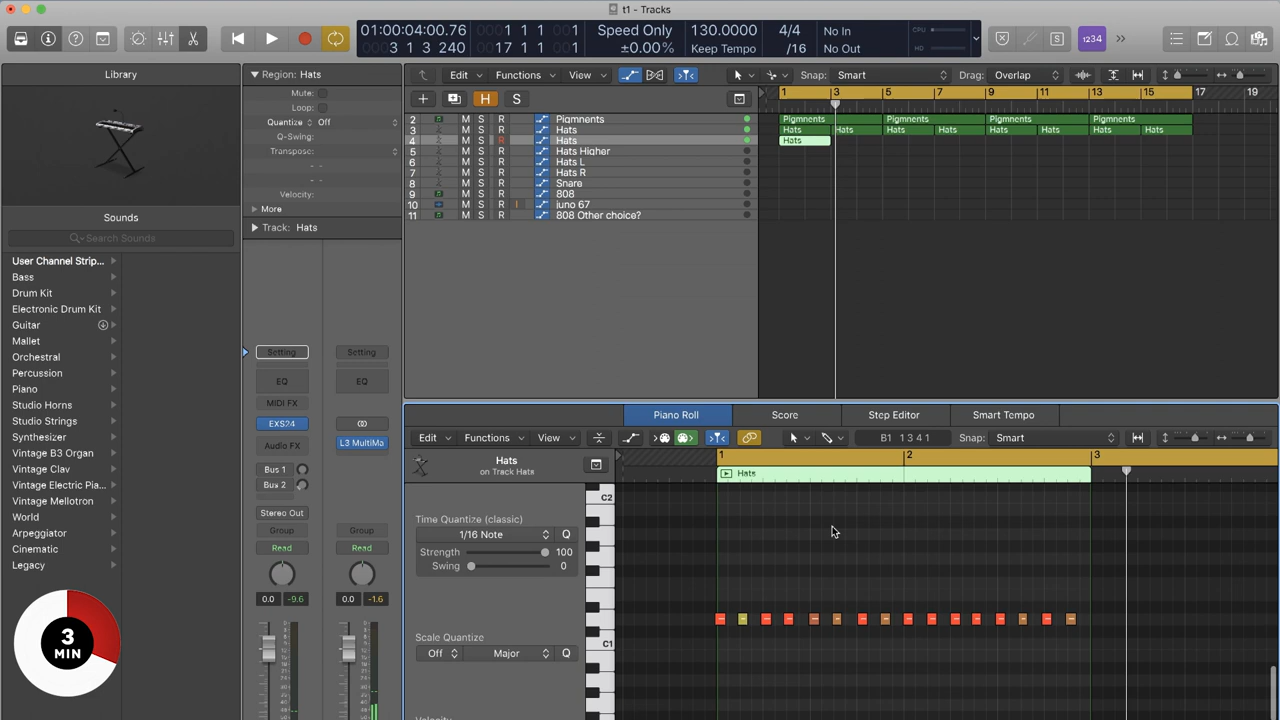 t1 - Tracks
01:00:04:00.76
3 1 3 240
1 1 1
17 1 1
Speed Only
±0.00%
130.0000
Keep Tempo
4/4
/16
No In
No Out
CPU
HD
1234
Library
Sounds
Search Sounds
User Channel Strip...
Bass
Drum Kit
Electronic Drum Kit
Guitar
Mallet
Orchestral
Percussion
Piano
Studio Horns
Studio Strings
Synthesizer
Vintage B3 Organ
Vintage Clav
Vintage Electric Pia...
Vintage Mellotron
World
Arpeggiator
Cinematic
Legacy
3
MIN
Region: Hats
Mute:
Loop:
Quantize Off
Q-Swing:
Transpose:
Velocity:
More
Track: Hats
Setting Setting
EQ EQ
MIDI FX
EXS24
Audio FX L3 MultiMa
Bus 1
Bus 2
Stereo Out
Group Group
Read Read
0.0 -9.6 0.0 -1.6
Edit Functions View Snap: Smart Drag: Overlap
H S
1 3 5 7 9 11 13 15 17 19
2 M S R Pigmnents
3 M S R Hats
4 M S R Hats
5 M S R Hats Higher
6 M S R Hats L
7 M S R Hats R
8 M S R Snare
9 M S R 808
10 M S R I juno 67
11 M S R 808 Other choice?
Pigmnents Pigmnents Pigmnents Pigmnents
Hats Hats Hats Hats Hats Hats Hats Hats
Hats
Piano Roll Score Step Editor Smart Tempo
Edit Functions View B1 1 3 4 1 Snap: Smart
Hats
on Track Hats
1 2 3
Hats
C2
Time Quantize (classic)
1/16 Note Q
Strength 100
Swing 0
Scale Quantize
C1
Off Major Q
Velocity